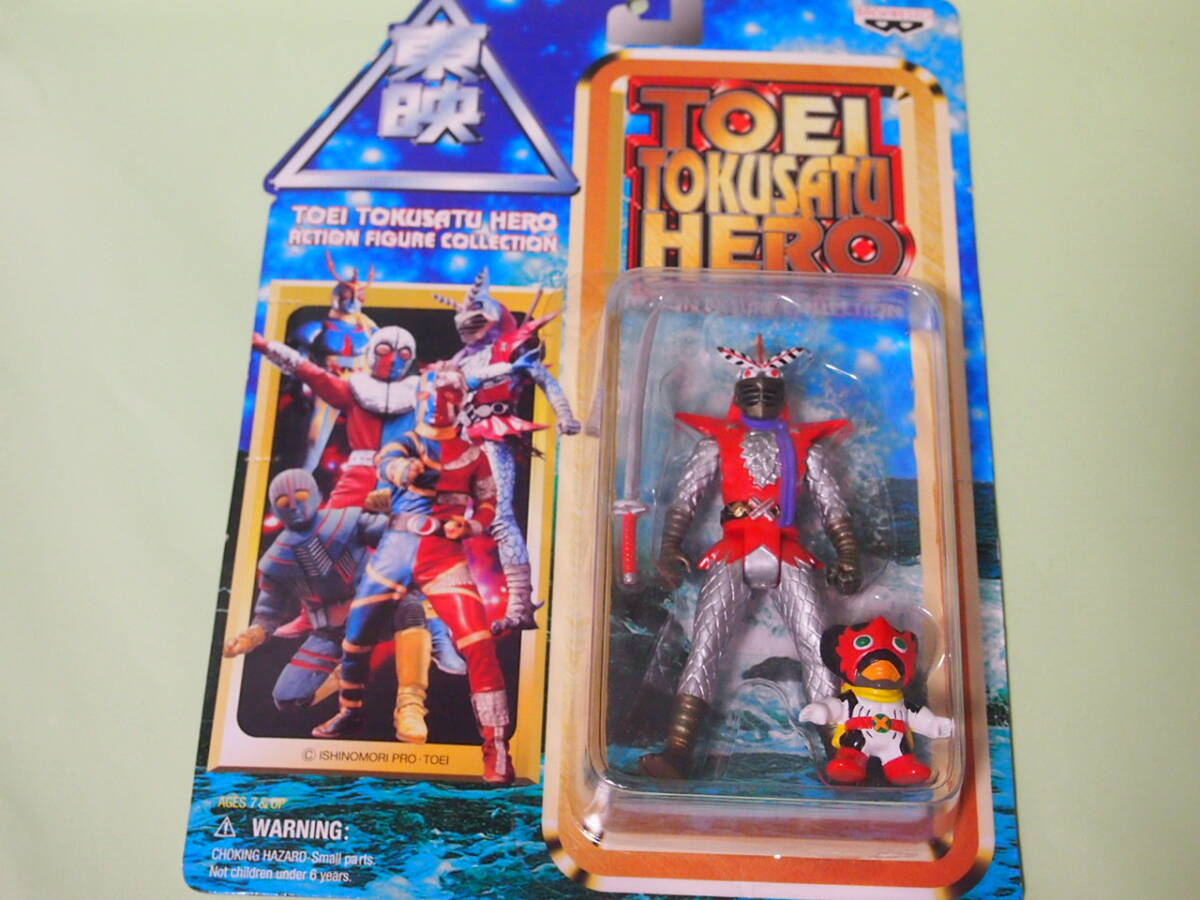 東
映
TOEI TOKUSATU HERO
ACTION FIGURE COLLECTION
TOEI
TOKUSATU
HERO
© ISHINOMORI PRO · TOEI
AGES 7 & UP
⚠ WARNING:
CHOKING HAZARD-Small parts.
Not children under 6 years.